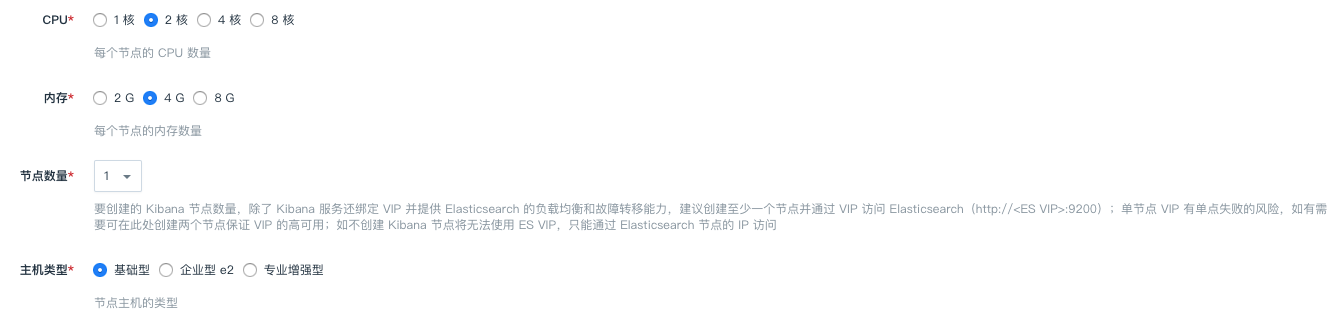 CPU* 1 核 2 核 4 核 8 核
每个节点的 CPU 数量
内存* 2 G 4 G 8 G
每个节点的内存数量
节点数量* 1
要创建的 Kibana 节点数量，除了 Kibana 服务还绑定 VIP 并提供 Elasticsearch 的负载均衡和故障转移能力，建议创建至少一个节点并通过 VIP 访问 Elasticsearch（http://<ES VIP>:9200）；单节点 VIP 有单点失败的风险，如有需
要可在此处创建两个节点保证 VIP 的高可用；如不创建 Kibana 节点将无法使用 ES VIP，只能通过 Elasticsearch 节点的 IP 访问
主机类型* 基础型 企业型 e2 专业增强型
节点主机的类型